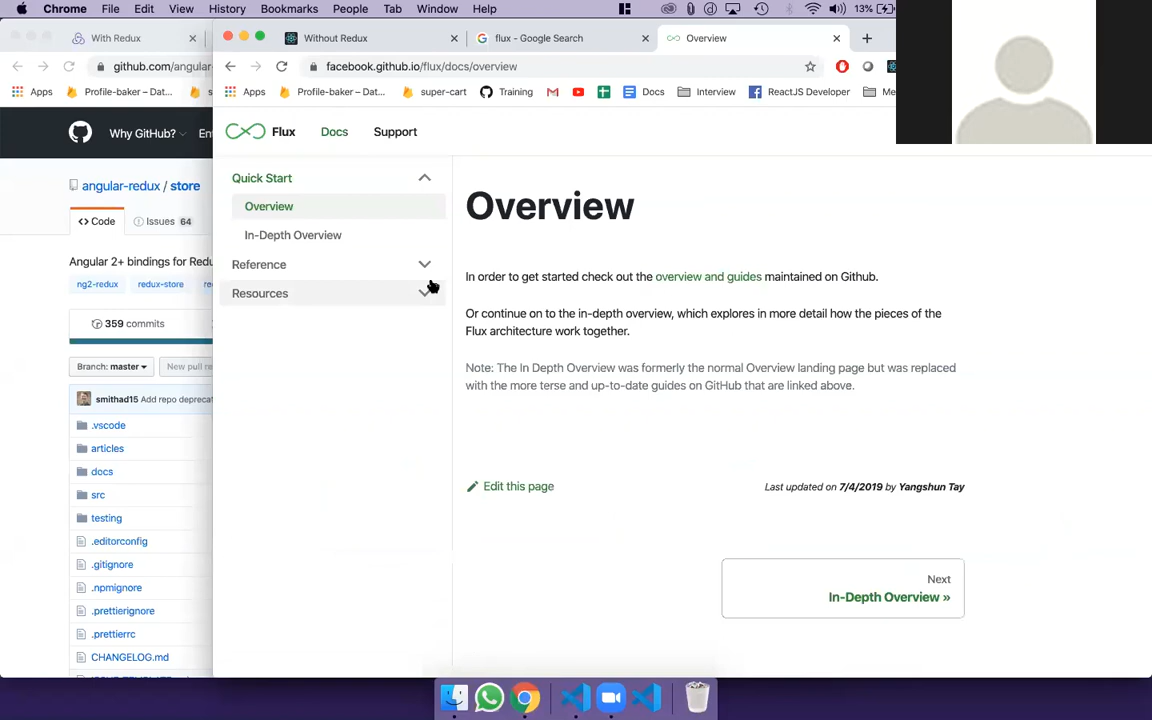 Chrome File Edit View History Bookmarks People Tab Window Help 13%
With Redux
github.com/angular-
Apps Profile-baker – Dat...
Why GitHub?
angular-redux / store
<> Code Issues 64
Angular 2+ bindings for Redu
ng2-redux redux-store
359 commits
Branch: master New pull re
smithad15 Add repo deprecat
.vscode
articles
docs
src
testing
.editorconfig
.gitignore
.npmignore
.prettierignore
.prettierrc
CHANGELOG.md
Without Redux flux - Google Search Overview
facebook.github.io/flux/docs/overview
Apps Profile-baker – Dat... super-cart Training Docs Interview ReactJS Developer
Flux Docs Support
Quick Start
Overview
In-Depth Overview
Reference
Resources
Overview
In order to get started check out the overview and guides maintained on Github.
Or continue on to the in-depth overview, which explores in more detail how the pieces of the
Flux architecture work together.
Note: The In Depth Overview was formerly the normal Overview landing page but was replaced
with the more terse and up-to-date guides on GitHub that are linked above.
Edit this page
Last updated on 7/4/2019 by Yangshun Tay
Next
In-Depth Overview »